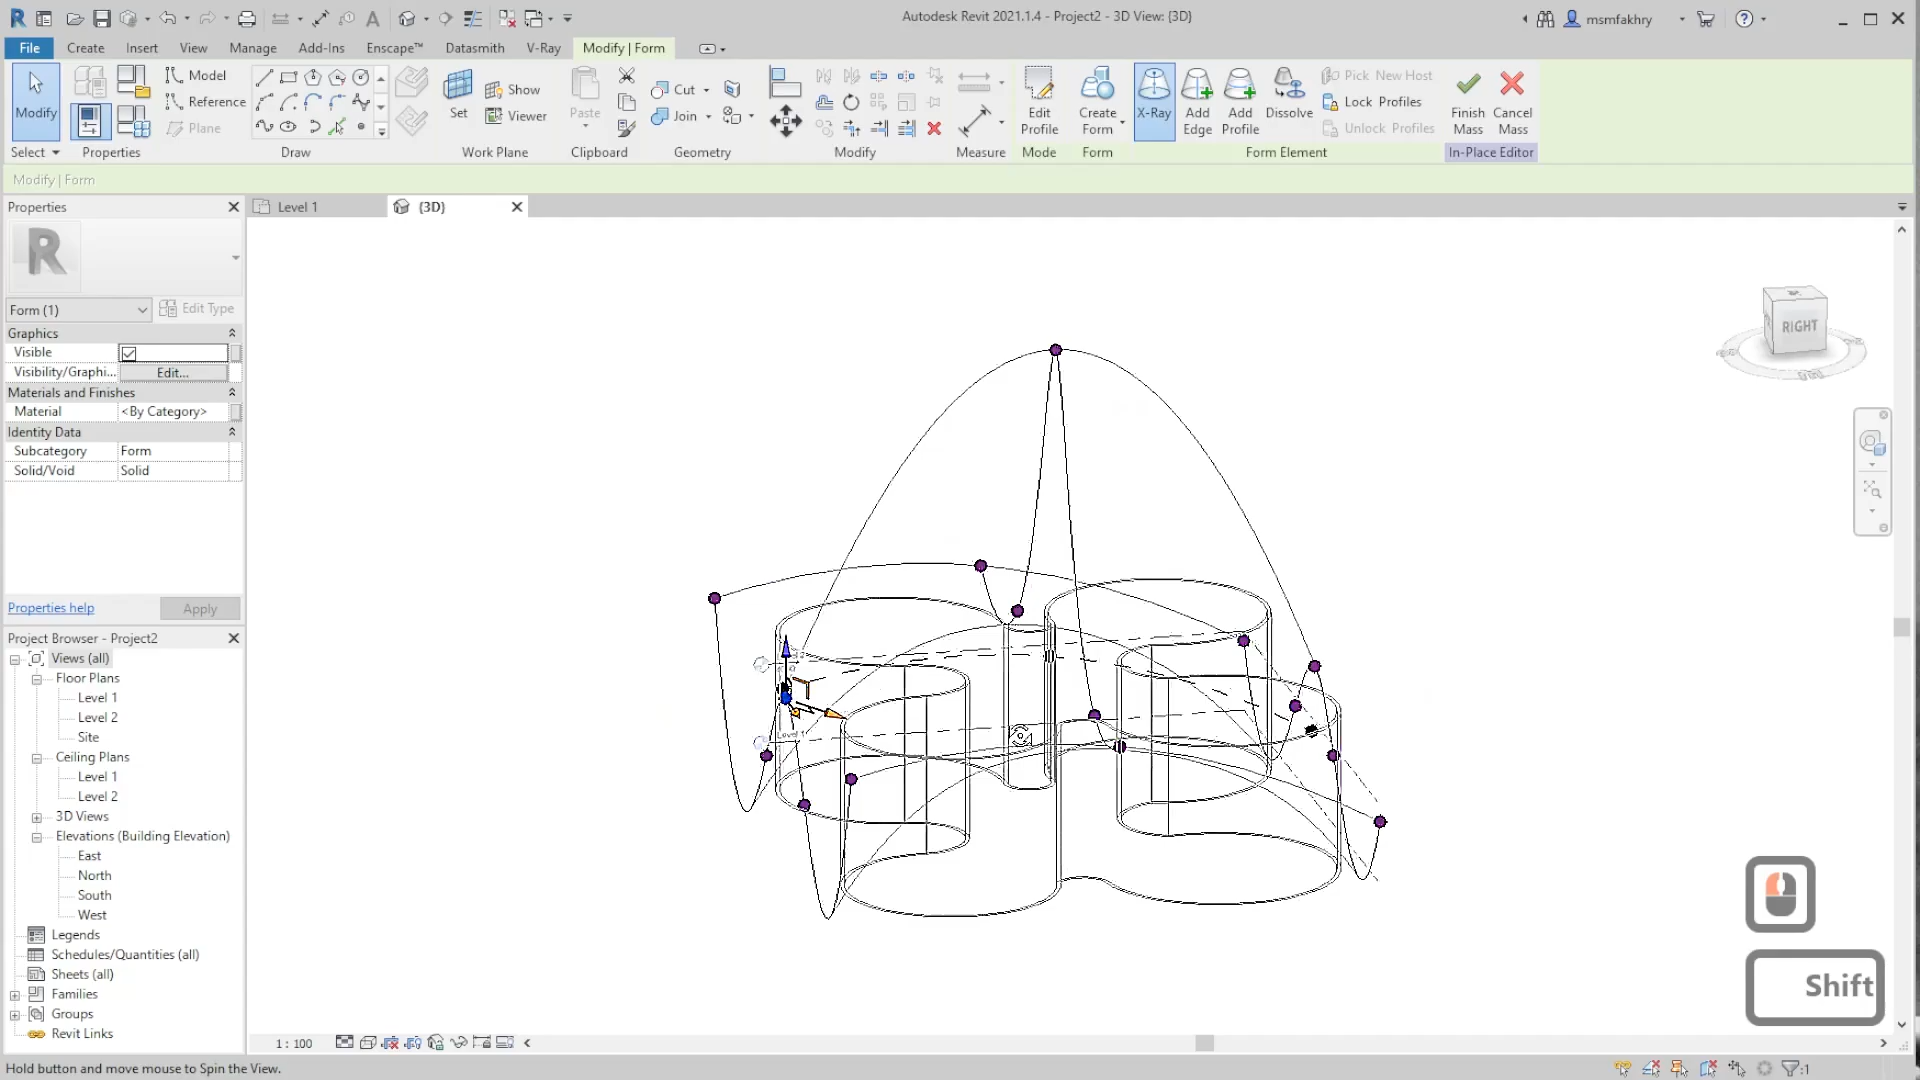 Autodesk Revit 2021.1.4 - Project2 - 3D View: {3D}
msmfakhry
File Create Insert View Manage Add-Ins Enscape™ Datasmith V-Ray Modify | Form
Modify
Select
Properties
Model
Reference
Plane
Draw
Set
Show
Viewer
Work Plane
Paste
Clipboard
Cut
Join
Geometry
Modify
Measure
Edit Profile
Mode
Create Form
Form
X-Ray
Add Edge
Add Profile
Dissolve
Pick New Host
Lock Profiles
Unlock Profiles
Form Element
Finish Mass
Cancel Mass
In-Place Editor
Modify | Form
Properties
Level 1
{3D}
R
Form (1)
Edit Type
Graphics
Visible
Visibility/Graphi... Edit...
Materials and Finishes
Material <By Category>
Identity Data
Subcategory Form
Solid/Void Solid
Properties help
Apply
Project Browser - Project2
Views (all)
Floor Plans
Level 1
Level 2
Site
Ceiling Plans
Level 1
Level 2
3D Views
Elevations (Building Elevation)
East
North
South
West
Legends
Schedules/Quantities (all)
Sheets (all)
Families
Groups
Revit Links
RIGHT
Level 1
Shift
1 : 100
Hold button and move mouse to Spin the View.
:1